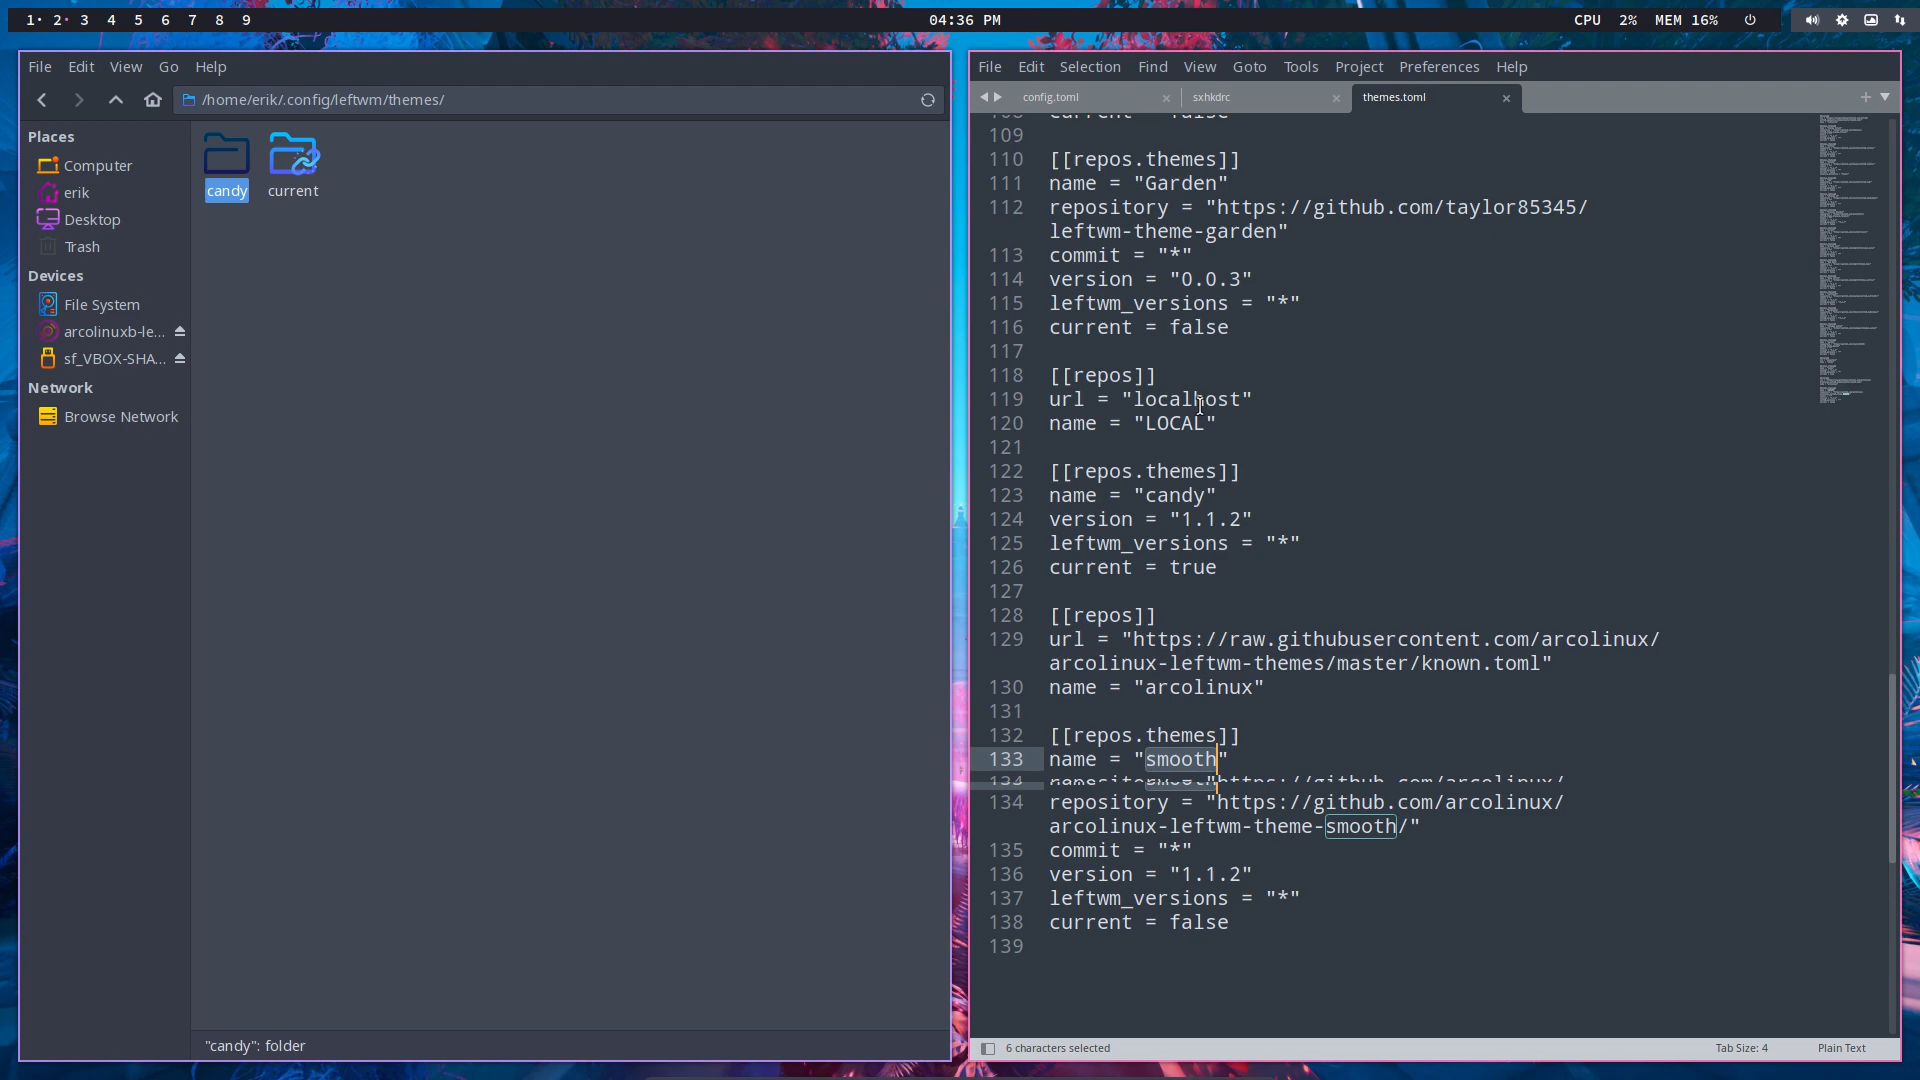 1· 2· 3 4 5 6 7 8 9
04:36 PM
CPU 2% MEM 16%
File Edit View Go Help
/home/erik/.config/leftwm/themes/
Places
Computer
erik
Desktop
Trash
Devices
File System
arcolinuxb-le...
sf_VBOX-SHA...
Network
Browse Network
candy
current
"candy": folder
File Edit Selection Find View Goto Tools Project Preferences Help
config.toml
sxhkdrc
themes.toml
108 current = false
109
110 [[repos.themes]]
111 name = "Garden"
112 repository = "https://github.com/taylor85345/
leftwm-theme-garden"
113 commit = "*"
114 version = "0.0.3"
115 leftwm_versions = "*"
116 current = false
117
118 [[repos]]
119 url = "localhost"
120 name = "LOCAL"
121
122 [[repos.themes]]
123 name = "candy"
124 version = "1.1.2"
125 leftwm_versions = "*"
126 current = true
127
128 [[repos]]
129 url = "https://raw.githubusercontent.com/arcolinux/
arcolinux-leftwm-themes/master/known.toml"
130 name = "arcolinux"
131
132 [[repos.themes]]
133 name = "smooth"
134 repository = "https://github.com/arcolinux/
arcolinux-leftwm-theme-smooth/"
135 commit = "*"
136 version = "1.1.2"
137 leftwm_versions = "*"
138 current = false
139
6 characters selected
Tab Size: 4
Plain Text